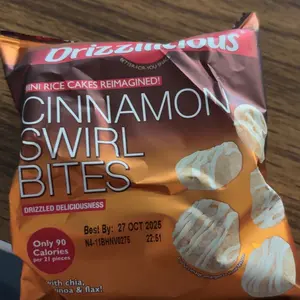 Drizzilicious
MINI RICE CAKES REIMAGINED!
CINNAMON
SWIRL
BITES
DRIZZLED DELICIOUSNESS
Best By: 27 OCT 2025
22:51
Only 90
Calories
per 21 pieces
with chia,
quinoa & flax!